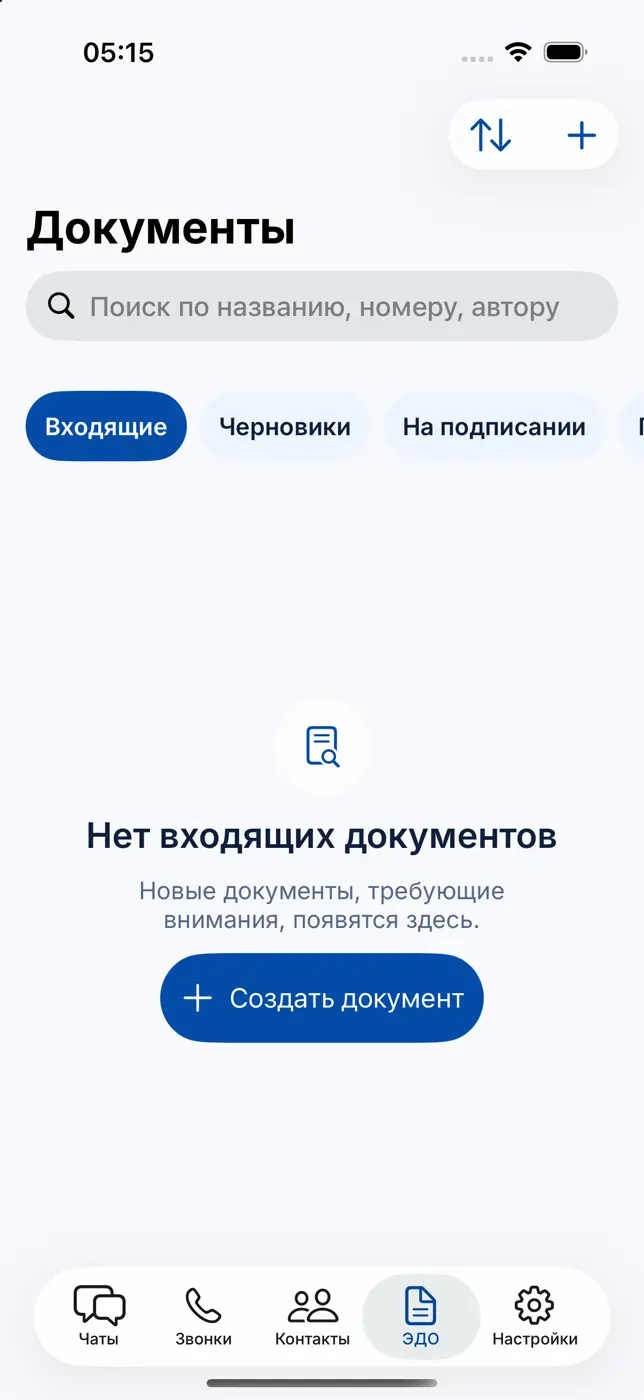 05:15
Документы
Поиск по названию, номеру, автору
Входящие Черновики На подписании
Нет входящих документов
Новые документы, требующие
внимания, появятся здесь.
Создать документ
Чаты Звонки Контакты ЭДО Настройки